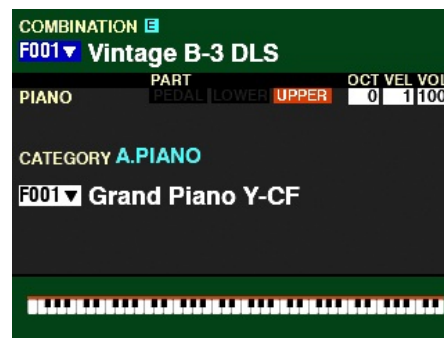 COMBINATION E
F001▼ Vintage B-3 DLS
PART OCT VEL VOL
PIANO PEDAL LOWER UPPER 0 1 100
CATEGORY A.PIANO
F001▼ Grand Piano Y-CF